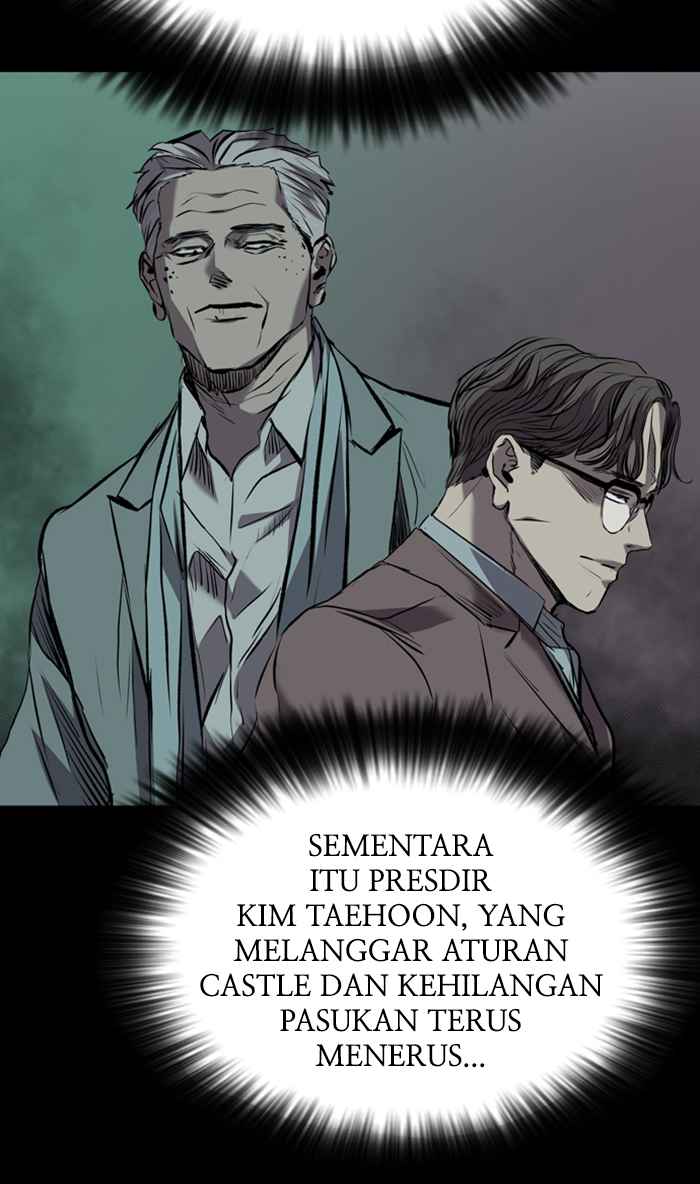 SEMENTARA
ITU PRESDIR
KIM TAEHOON, YANG
MELANGGAR ATURAN
CASTLE DAN KEHILANGAN
PASUKAN TERUS
MENERUS...